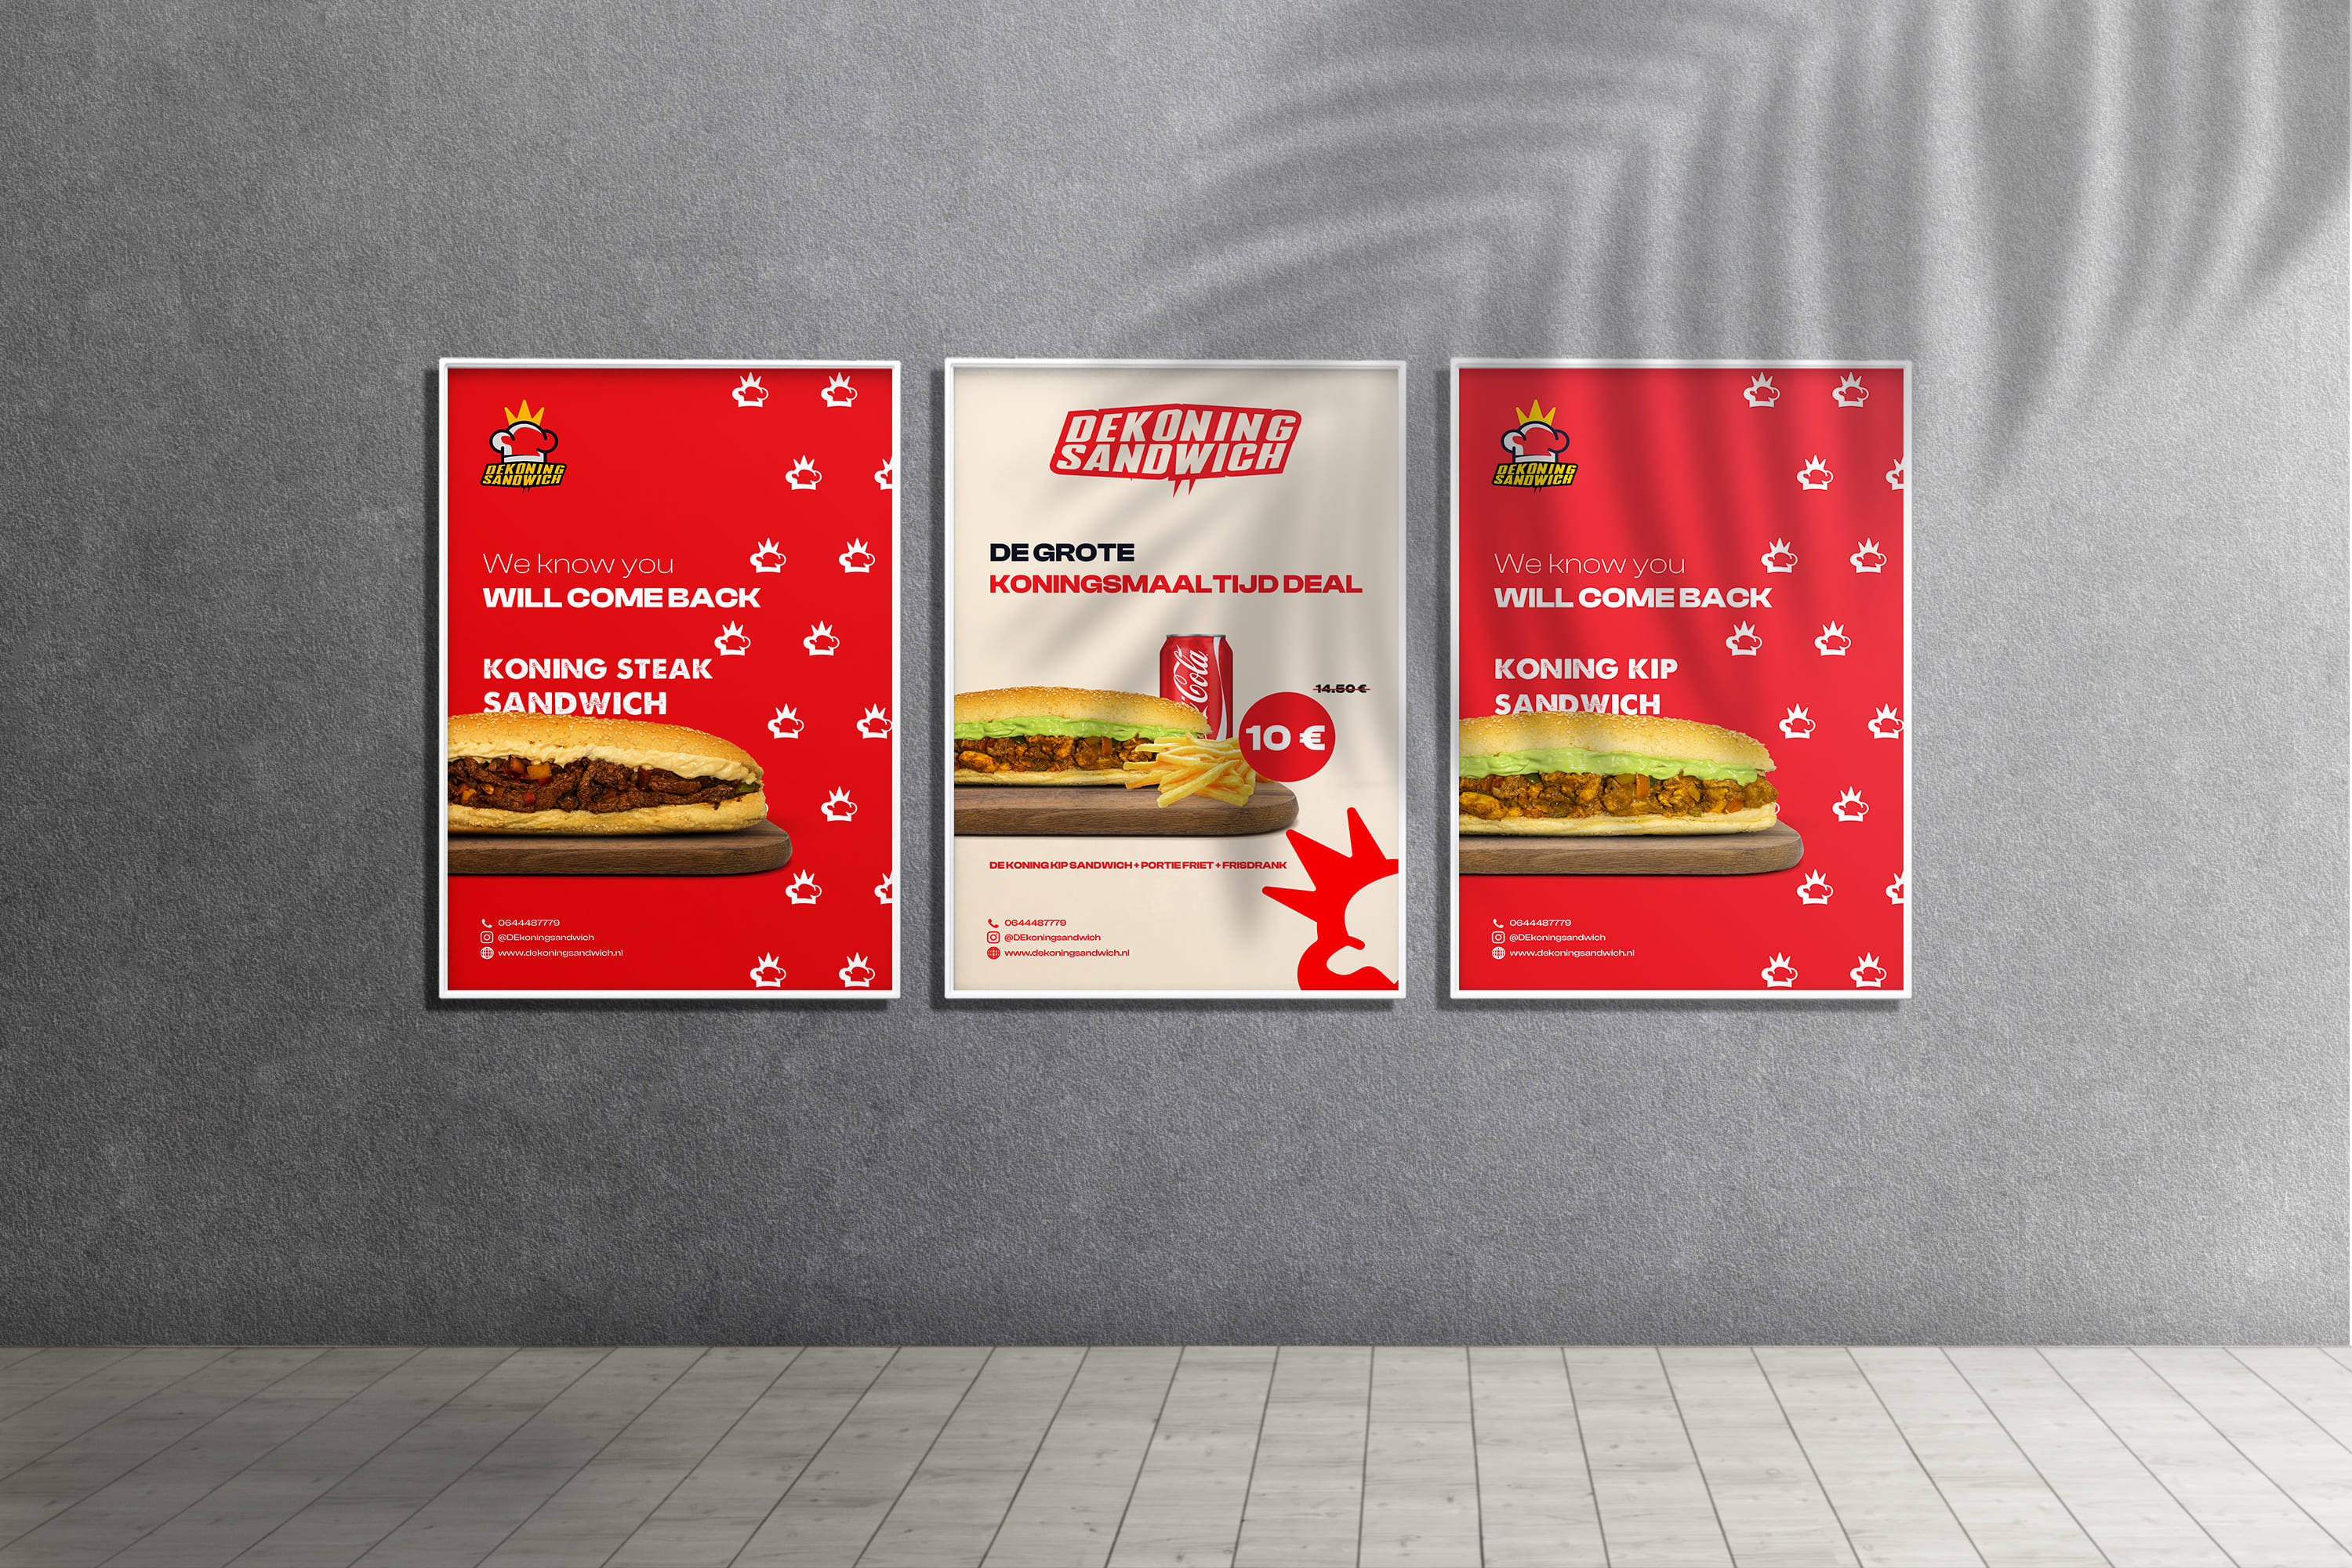 DEKONING
SANDWICH
We know you
WILL COME BACK
KONING STEAK
SANDWICH
0644487779
@DEkoningsandwich
www.dekoningsandwich.nl
DEKONING
SANDWICH
DE GROTE
KONINGSMAALTIJD DEAL
Cola
14.50 €
10 €
DE KONING KIP SANDWICH + PORTIE FRIET + FRISDRANK
0644487779
@DEkoningsandwich
www.dekoningsandwich.nl
DEKONING
SANDWICH
We know you
WILL COME BACK
KONING KIP
SANDWICH
0644487779
@DEkoningsandwich
www.dekoningsandwich.nl